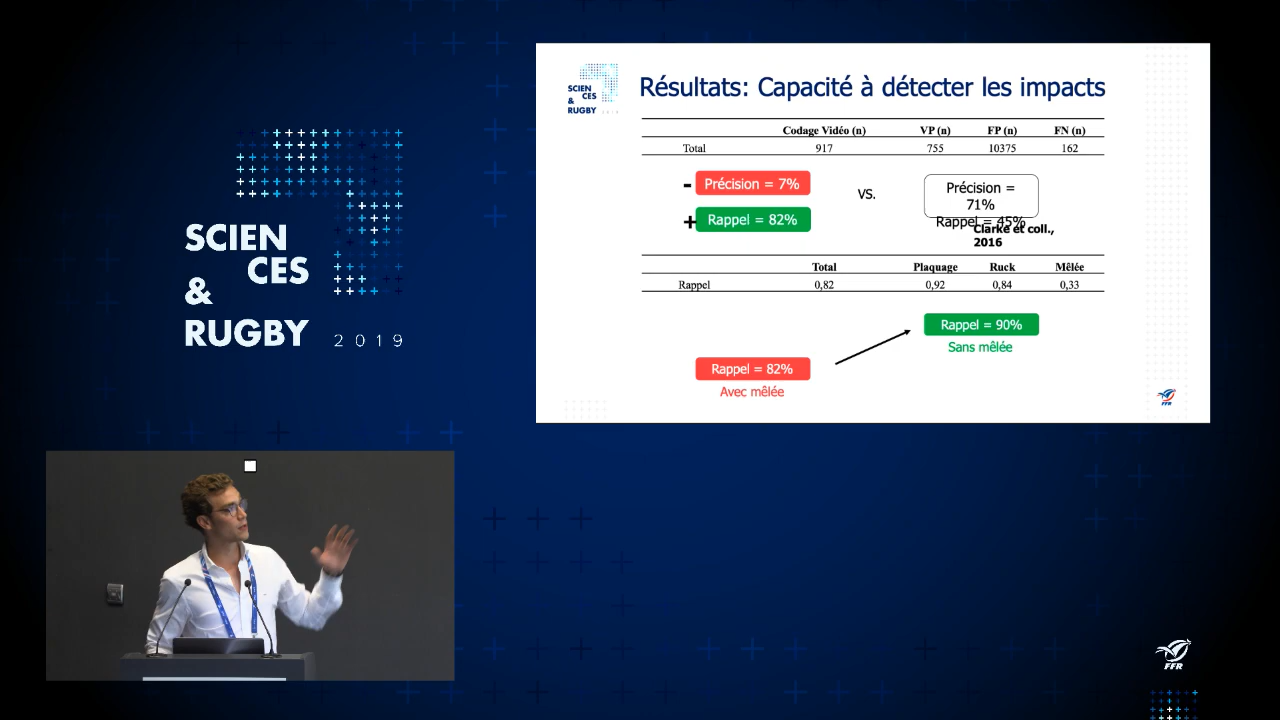 SCIEN
CES
&
RUGBY 2019
SCIEN
CES
&
RUGBY 2019
Résultats: Capacité à détecter les impacts
Codage Vidéo (n) VP (n) FP (n) FN (n)
Total 917 755 10375 162
- Précision = 7%
+ Rappel = 82%
vs.
Précision =
71%
Rappel = 45%
Clarke et coll.,
2016
Total Plaquage Ruck Mêlée
Rappel 0,82 0,92 0,84 0,33
Rappel = 90%
Sans mêlée
Rappel = 82%
Avec mêlée
FFR
FFR